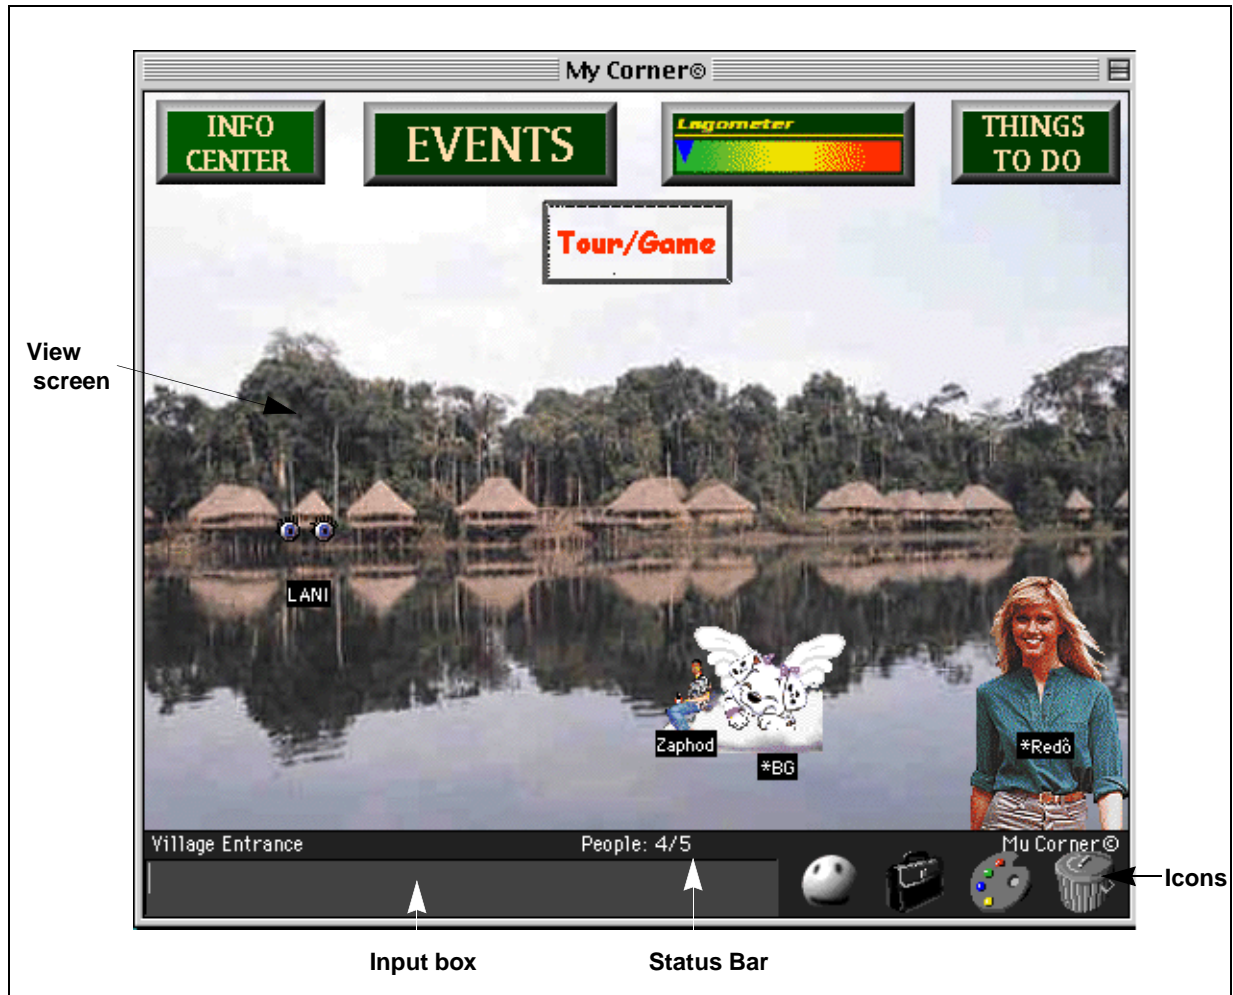 My Corner©
INFO
CENTER
EVENTS
Lagometer
THINGS
TO DO
Tour/Game
View
screen
LANI
Zaphod
*BG
*Redô
Village Entrance
People: 4/5
Mu Corner©
Icons
Input box
Status Bar